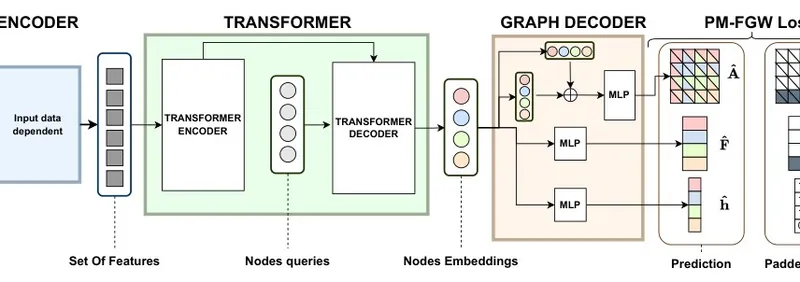 ENCODER
TRANSFORMER
GRAPH DECODER
PM-FGW Los
Input data
dependent
TRANSFORMER
ENCODER
TRANSFORMER
DECODER
MLP
MLP
MLP
Â
F̂
ĥ
Set Of Features
Nodes queries
Nodes Embeddings
Prediction
Padde